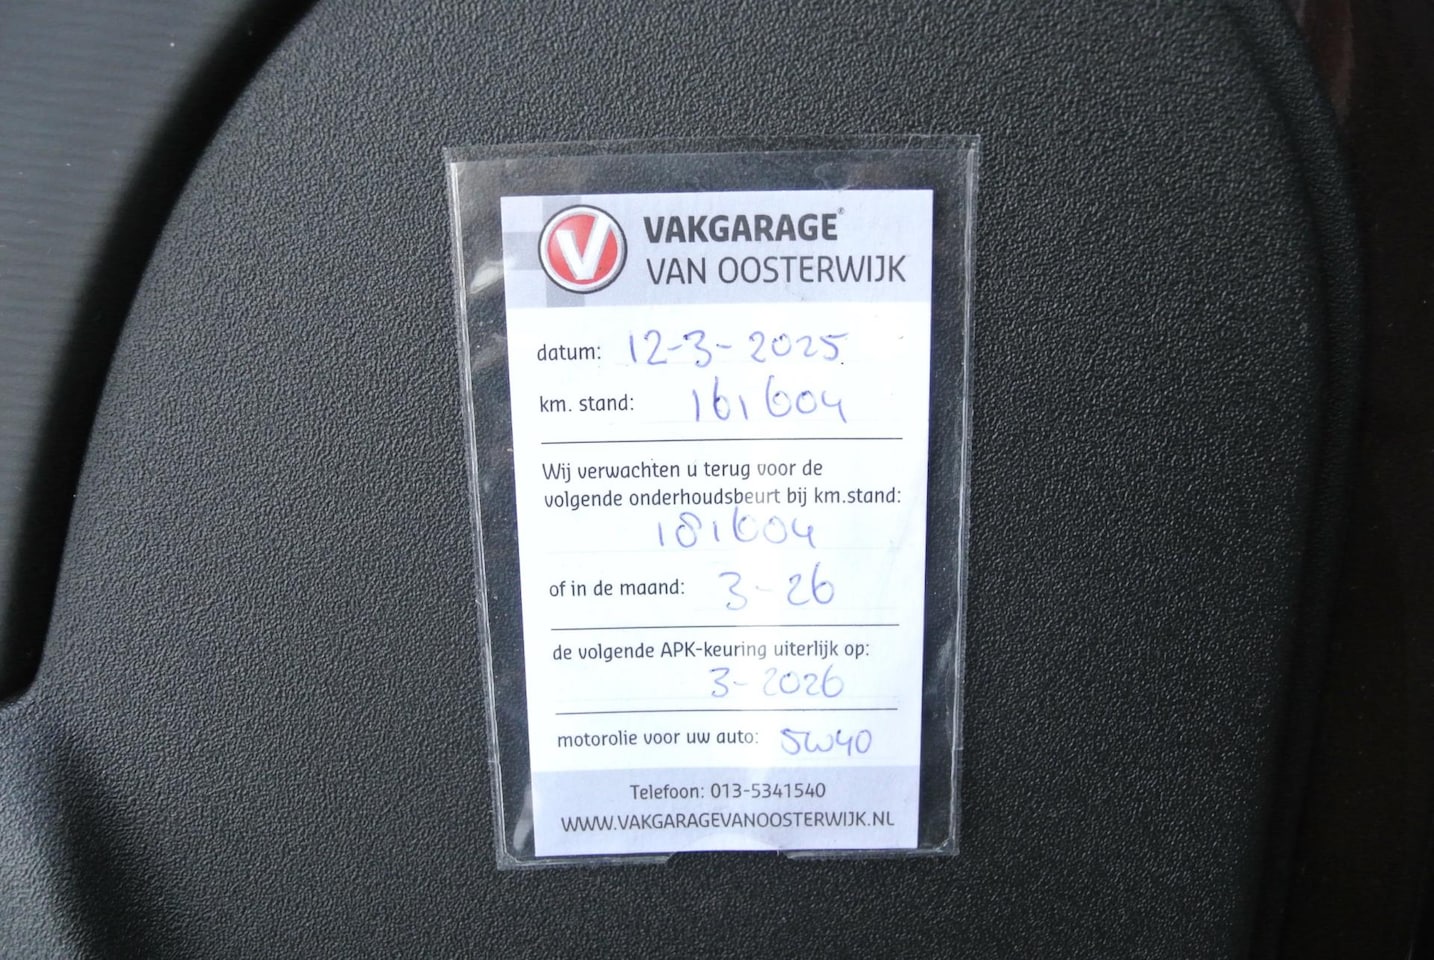 V VAKGARAGE®
VAN OOSTERWIJK
datum: 12-3-2025
km. stand: 161604
Wij verwachten u terug voor de
volgende onderhoudsbeurt bij km.stand:
181604
of in de maand: 3-26
de volgende APK-keuring uiterlijk op:
3-2026
motorolie voor uw auto: 5W40
Telefoon: 013-5341540
WWW.VAKGARAGEVANOOSTERWIJK.NL